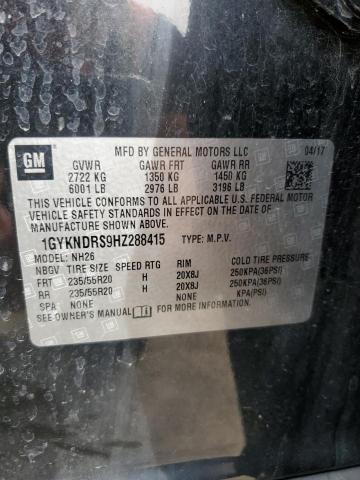 GM
MFD BY GENERAL MOTORS LLC 04/17
GVWR GAWR FRT GAWR RR
2722 KG 1350 KG 1450 KG
6001 LB 2976 LB 3196 LB
THIS VEHICLE CONFORMS TO ALL APPLICABLE U.S. FEDERAL MOTOR
VEHICLE SAFETY STANDARDS IN EFFECT ON THE DATE OF
MANUFACTURE SHOWN ABOVE.
1GYKNDRS9HZ288415 TYPE: M.P.V.
MODEL: NH26
NBGV TIRE SIZE SPEED RTG RIM COLD TIRE PRESSURE
FRT 235/55R20 H 20X8J 250KPA(36PSI)
RR 235/55R20 H 20X8J 250KPA(36PSI)
SPA NONE NONE KPA(PSI)
SEE OWNER'S MANUAL FOR MORE INFORMATION.